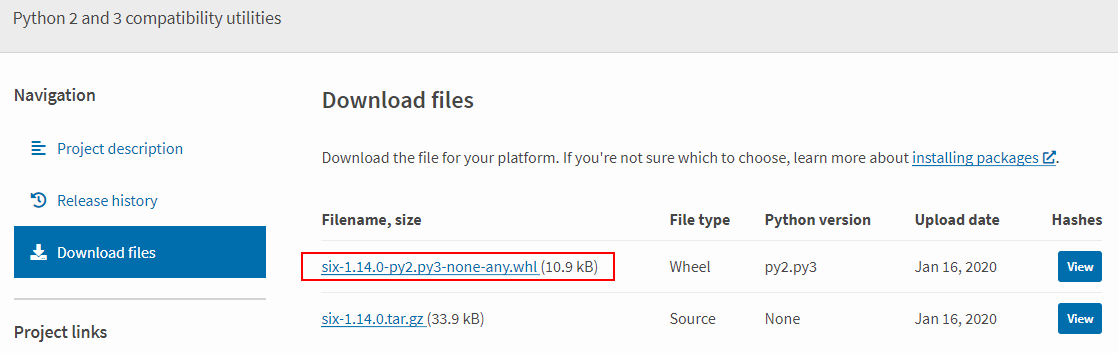 Python 2 and 3 compatibility utilities
Navigation
Project description
Release history
Download files
Project links
Download files
Download the file for your platform. If you're not sure which to choose, learn more about installing packages.
Filename, size File type Python version Upload date Hashes
six-1.14.0-py2.py3-none-any.whl (10.9 kB) Wheel py2.py3 Jan 16, 2020 View
six-1.14.0.tar.gz (33.9 kB) Source None Jan 16, 2020 View